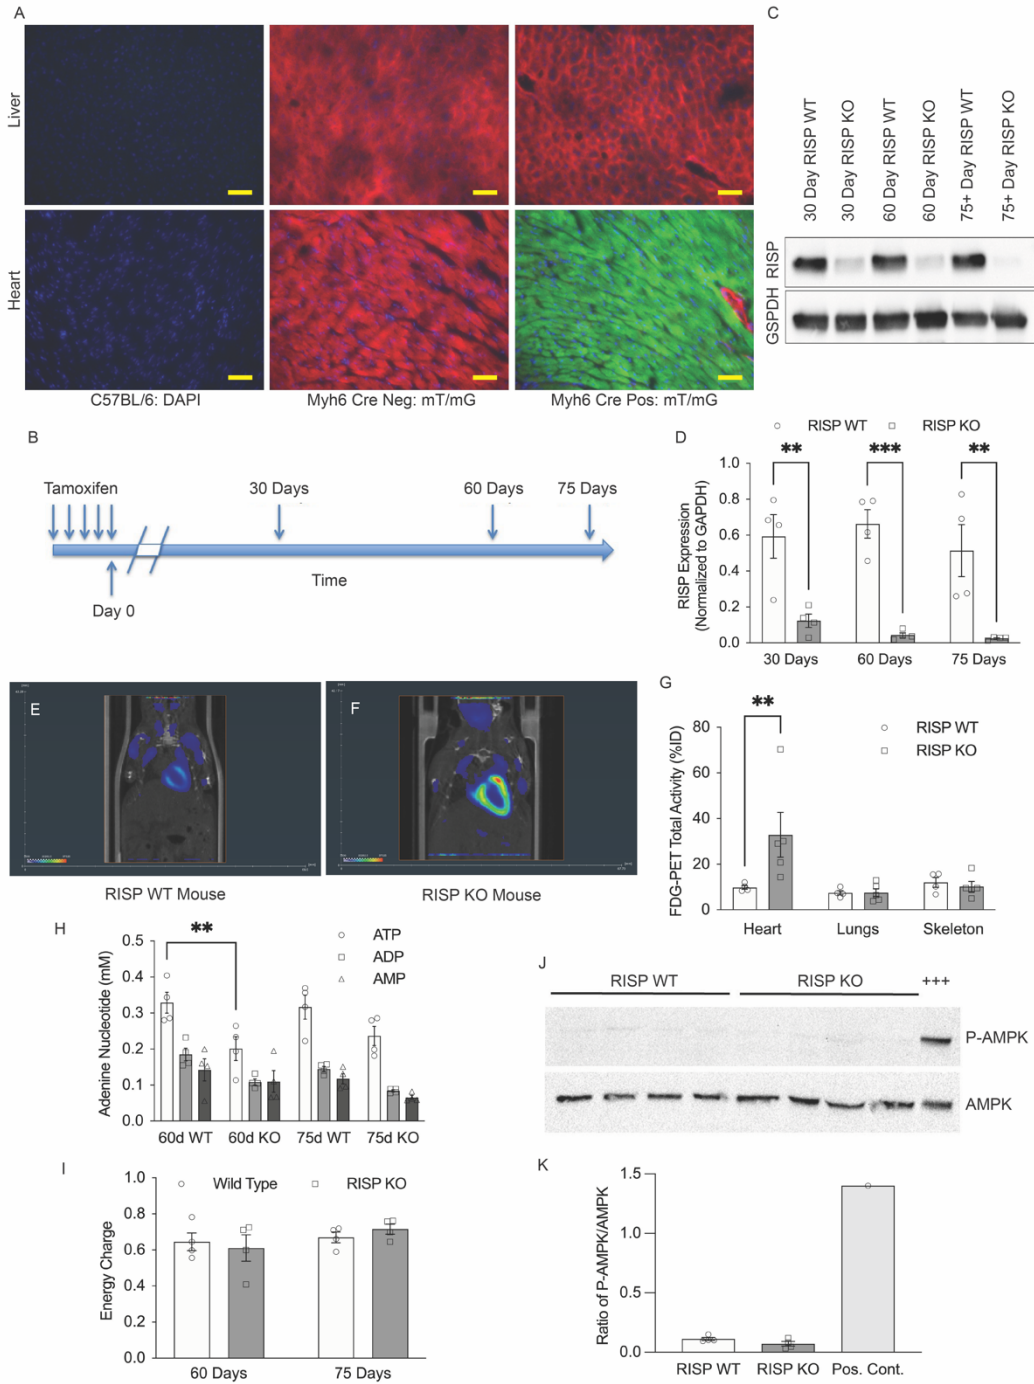 A
Liver
Heart
C57BL/6: DAPI
Myh6 Cre Neg: mT/mG
Myh6 Cre Pos: mT/mG
C
30 Day RISP WT
30 Day RISP KO
60 Day RISP WT
60 Day RISP KO
75+ Day RISP WT
75+ Day RISP KO
RISP
GSPDH
B
Tamoxifen
30 Days
60 Days
75 Days
Time
Day 0
D
RISP WT
RISP KO
** *** **
RISP Expression
(Normalized to GAPDH)
1.0
0.8
0.6
0.4
0.2
0.0
30 Days
60 Days
75 Days
E
RISP WT Mouse
F
RISP KO Mouse
G
**
RISP WT
RISP KO
FDG-PET Total Activity (%ID)
80
60
40
20
0
Heart
Lungs
Skeleton
H
**
ATP
ADP
AMP
Adenine Nucleotide (mM)
0.5
0.4
0.3
0.2
0.1
0.0
60d WT
60d KO
75d WT
75d KO
I
Wild Type
RISP KO
Energy Charge
1.0
0.8
0.6
0.4
0.2
0.0
60 Days
75 Days
J
RISP WT
RISP KO
+++
P-AMPK
AMPK
K
Ratio of P-AMPK/AMPK
1.5
1.0
0.5
0.0
RISP WT
RISP KO
Pos. Cont.